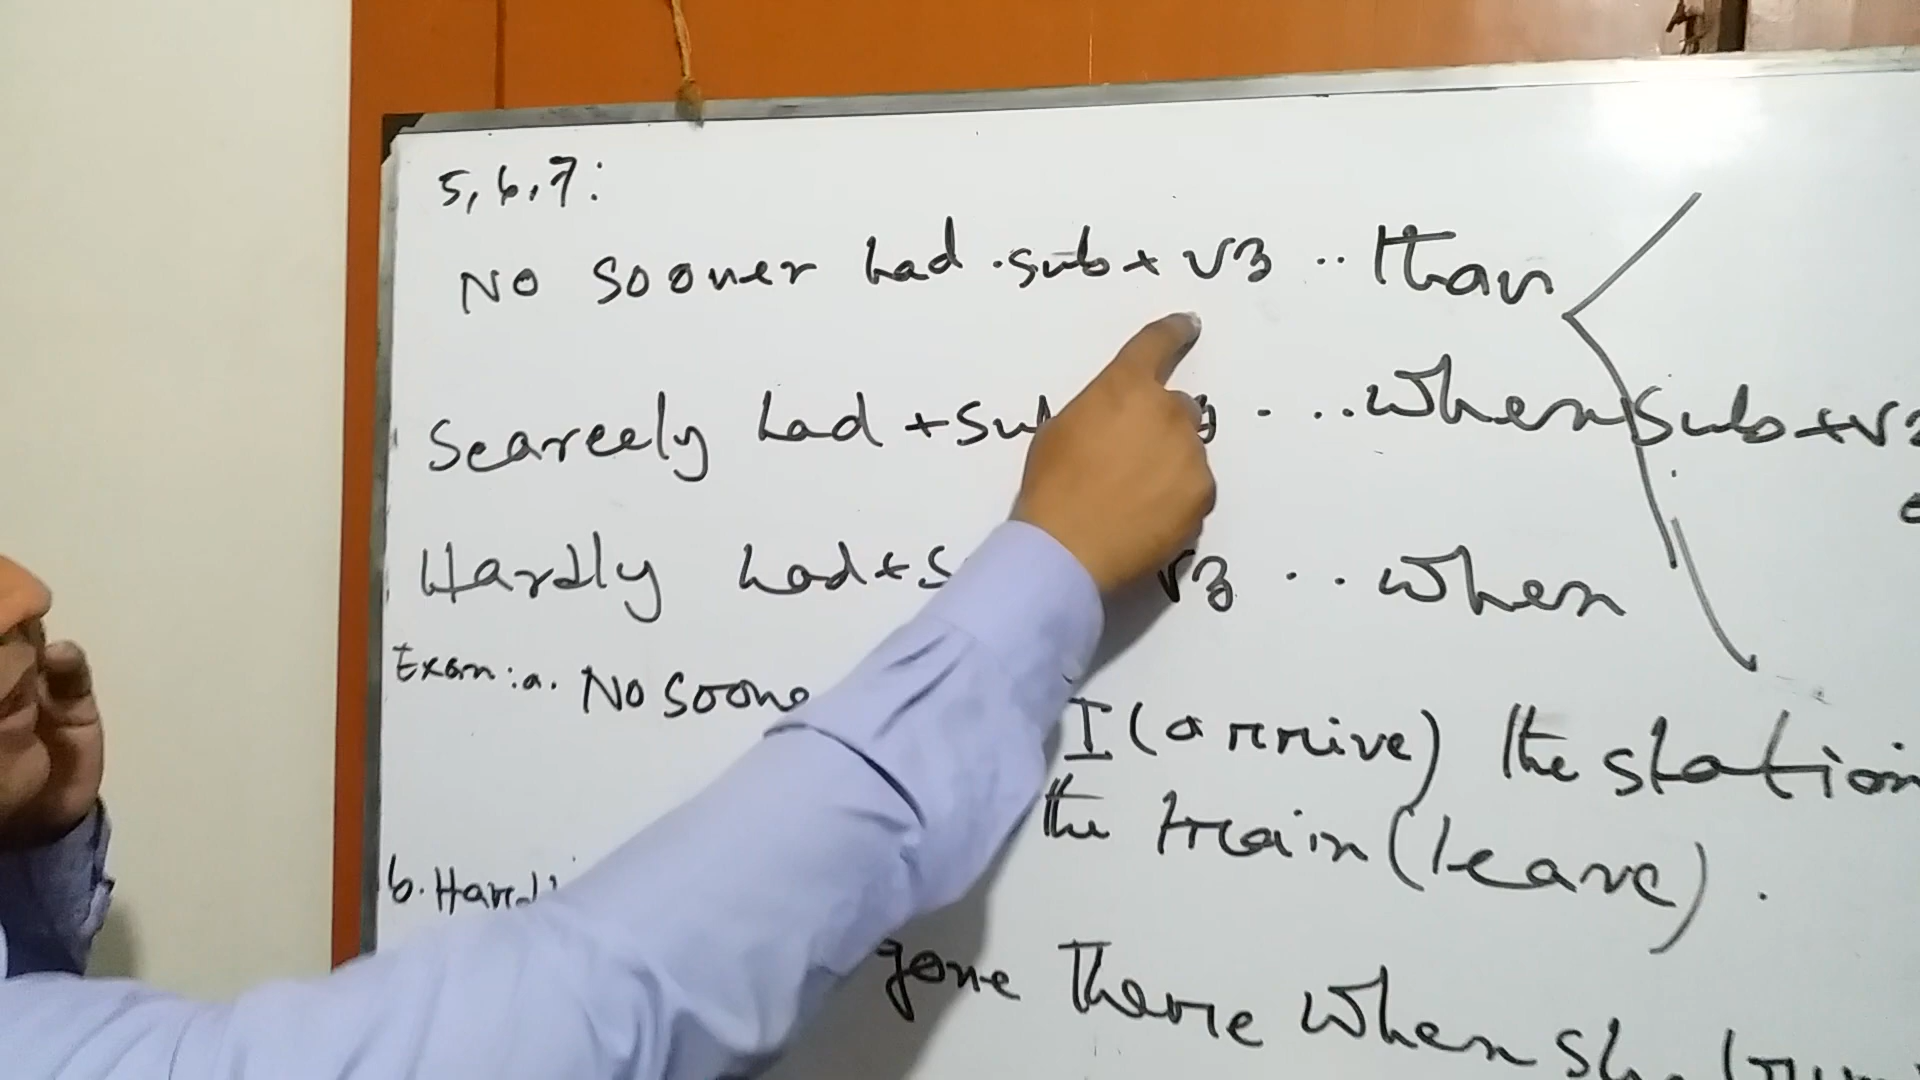 5, 6, 7:
No sooner had .sub + v3 .. than
Scarcely had + sub ... when sub + v2
Hardly had + s v3 .. when
Exam: a. No soone I (arrive) the station
the train (leave).
b. Hardl
gone there when she